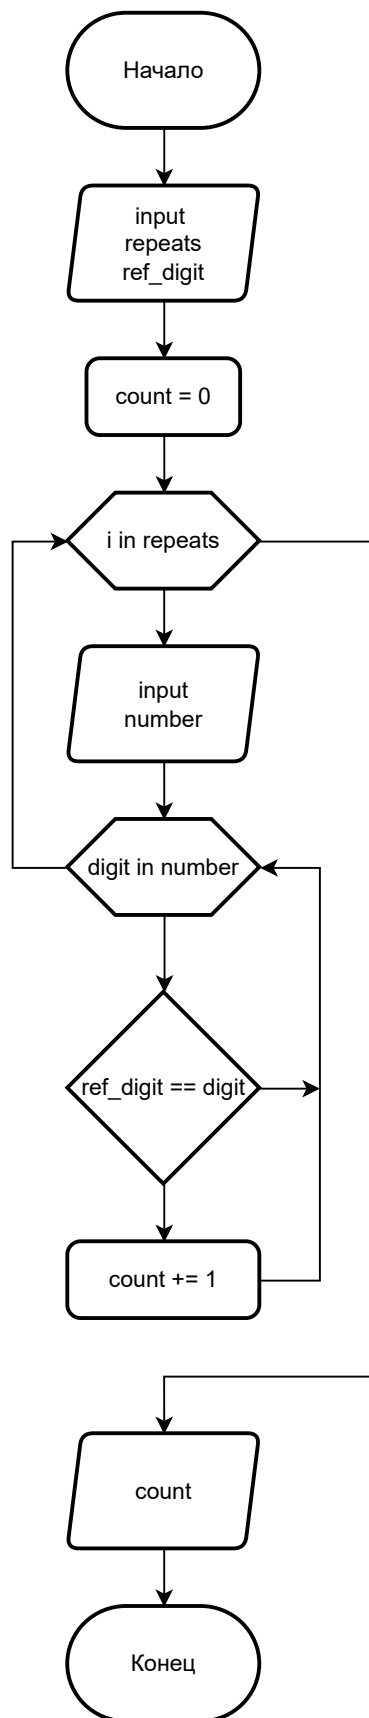 Начало
input
repeats
ref_digit
count = 0
i in repeats
input
number
digit in number
ref_digit == digit
count += 1
count
Конец